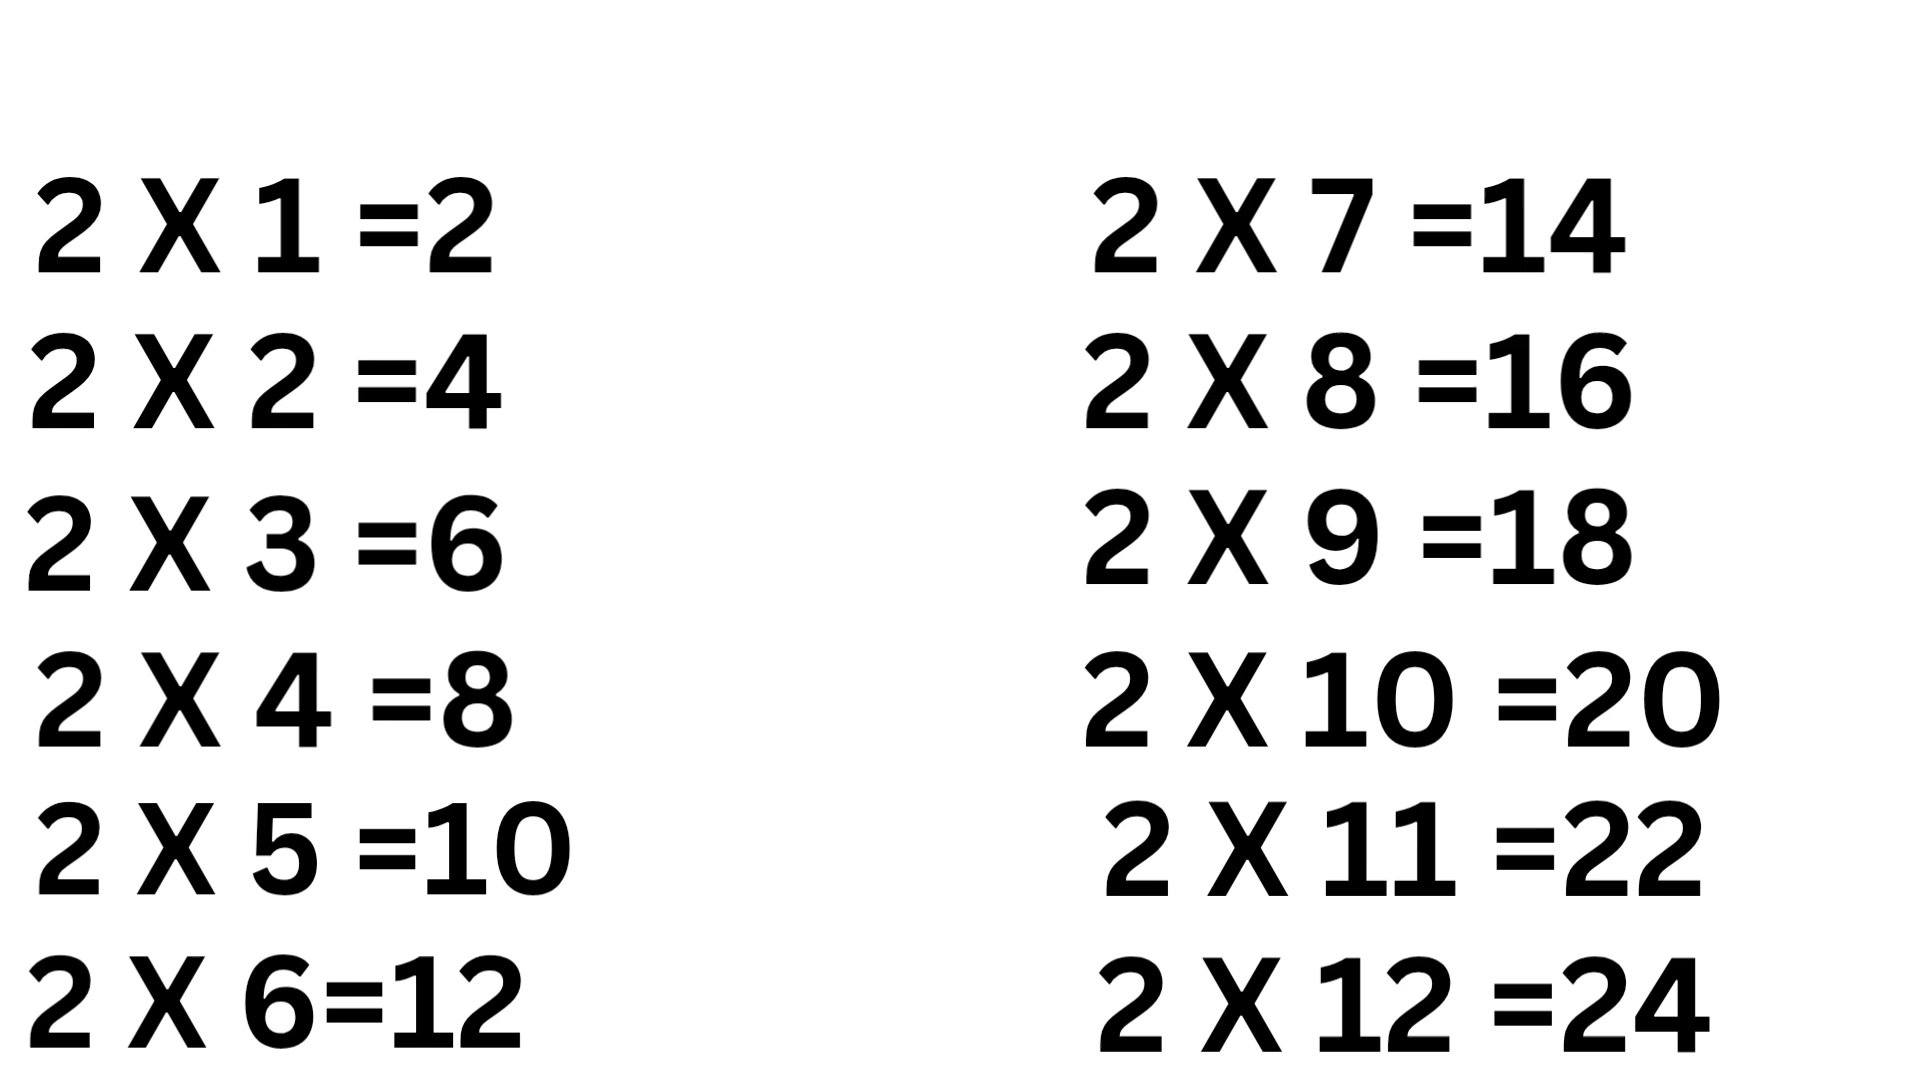 2 X 1 =2
2 X 2 =4
2 X 3 =6
2 X 4 =8
2 X 5 =10
2 X 6=12
2 X 7 =14
2 X 8 =16
2 X 9 =18
2 X 10 =20
2 X 11 =22
2 X 12 =24